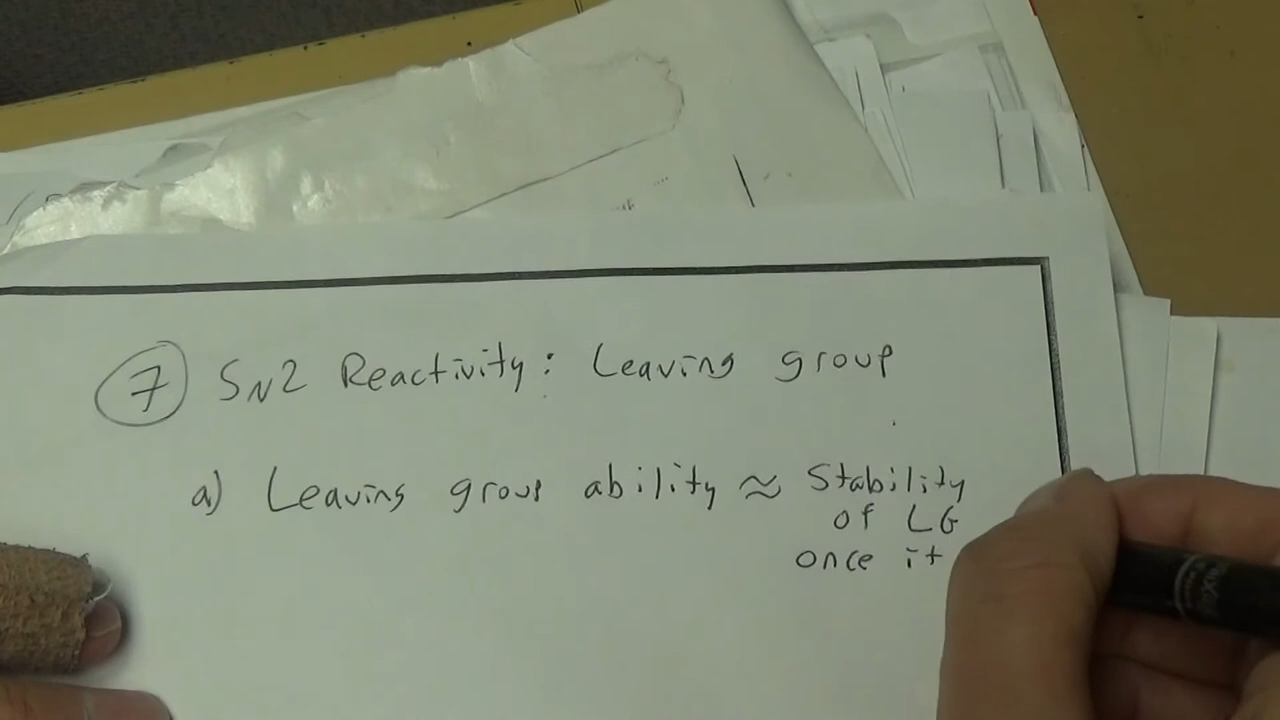 7 SN2 Reactivity: Leaving group
a) Leaving group ability ≈ Stability
of LG
once it